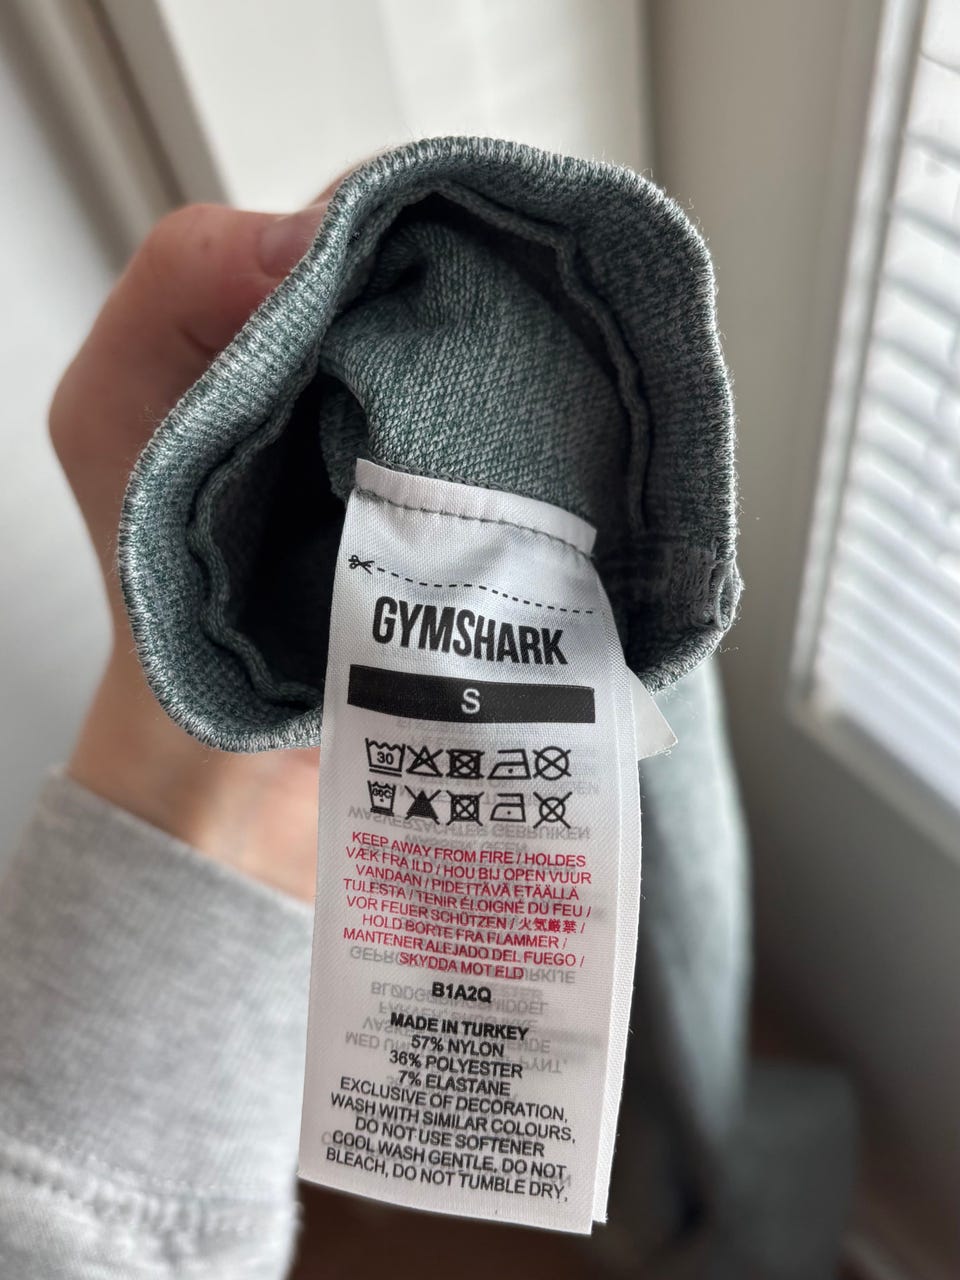 GYMSHARK
S
30
30C
KEEP AWAY FROM FIRE / HOLDES
VÆK FRA ILD / HOU BIJ OPEN VUUR
VANDAAN / PIDETTÄVÄ ETÄÄLLÄ
TULESTA / TENIR ÉLOIGNÉ DU FEU /
VOR FEUER SCHÜTZEN / 火気厳禁 /
HOLD BORTE FRA FLAMMER /
MANTENER ALEJADO DEL FUEGO /
SKYDDA MOT ELD
B1A2Q
MADE IN TURKEY
57% NYLON
36% POLYESTER
7% ELASTANE
EXCLUSIVE OF DECORATION,
WASH WITH SIMILAR COLOURS,
DO NOT USE SOFTENER
COOL WASH GENTLE, DO NOT
BLEACH, DO NOT TUMBLE DRY,